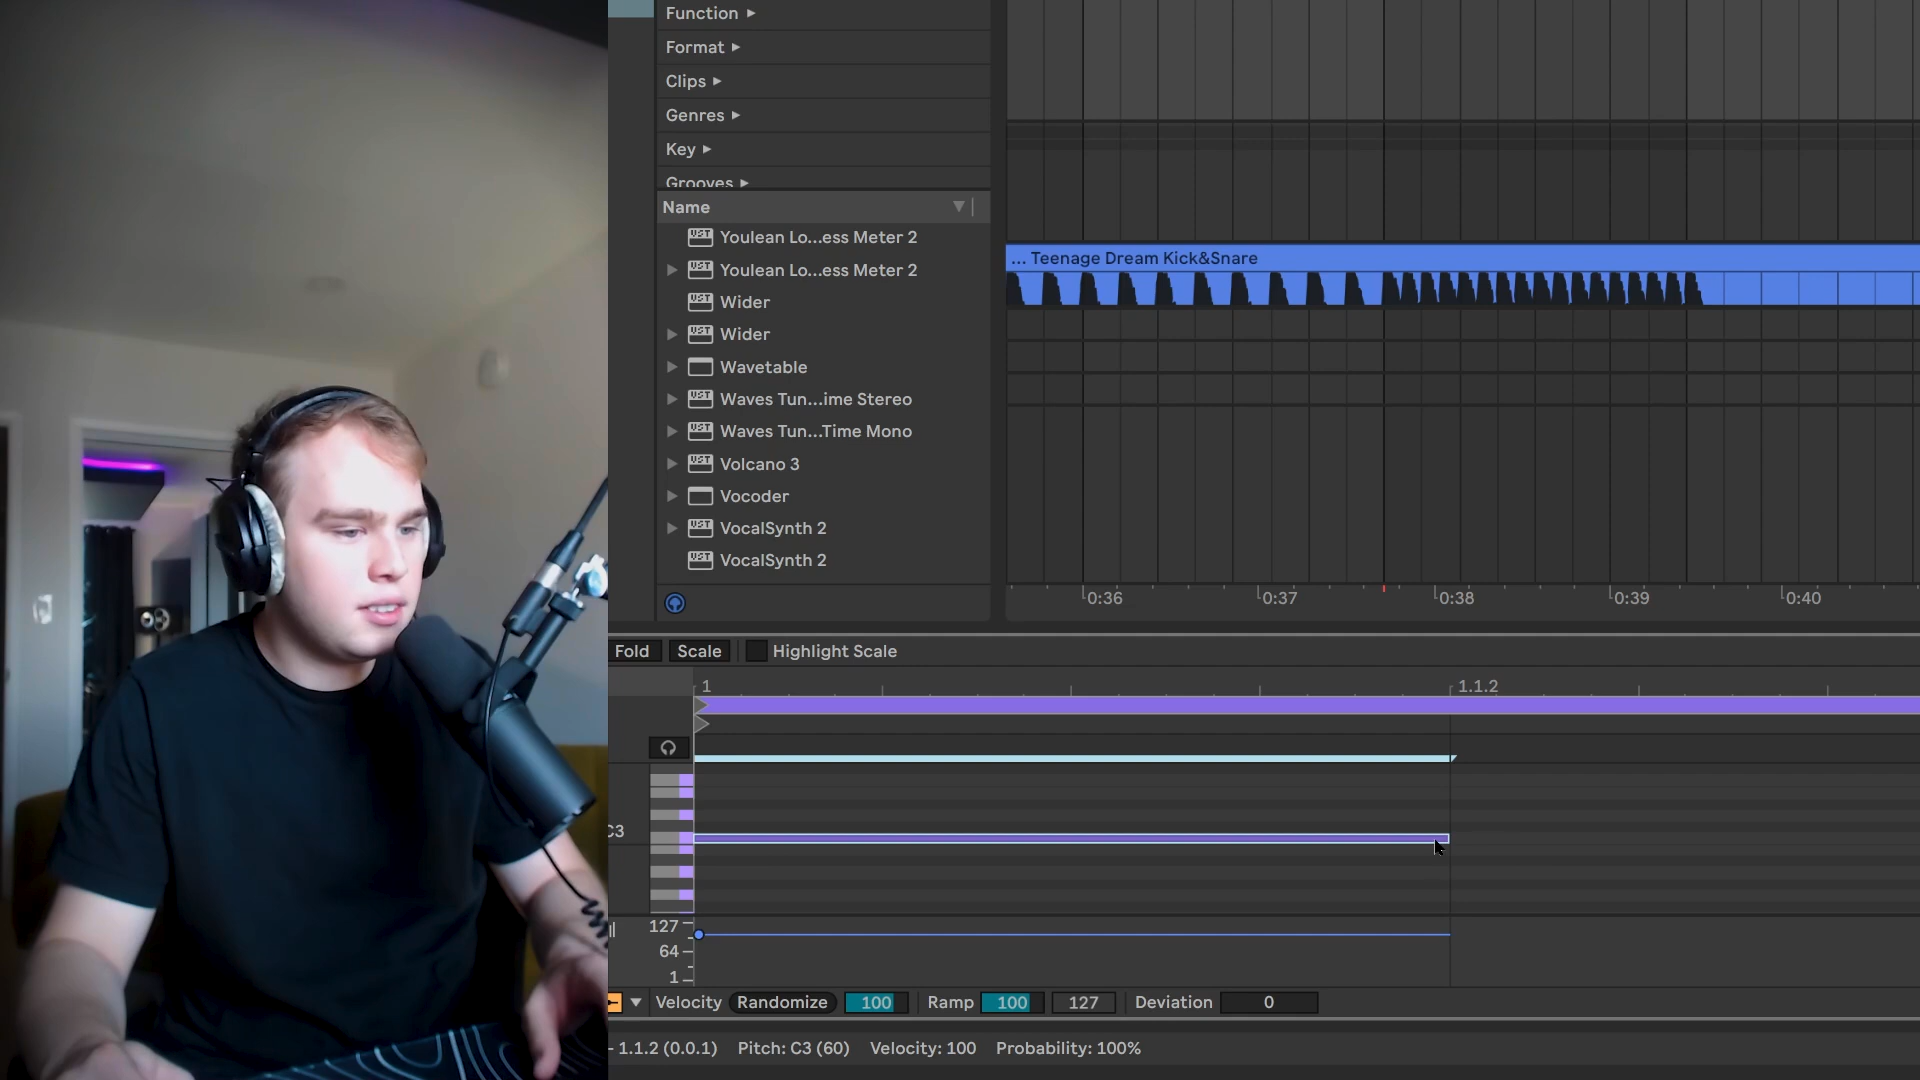 Function
Format
Clips
Genres
Key
Grooves
Name
Youlean Lo...ess Meter 2
Youlean Lo...ess Meter 2
Wider
Wider
Wavetable
Waves Tun...ime Stereo
Waves Tun...Time Mono
Volcano 3
Vocoder
VocalSynth 2
VocalSynth 2
... Teenage Dream Kick&Snare
0:36 0:37 0:38 0:39 0:40
Fold Scale Highlight Scale
1 1.1.2
C3
127
64
1
Velocity Randomize 100 Ramp 100 127 Deviation 0
- 1.1.2 (0.0.1) Pitch: C3 (60) Velocity: 100 Probability: 100%